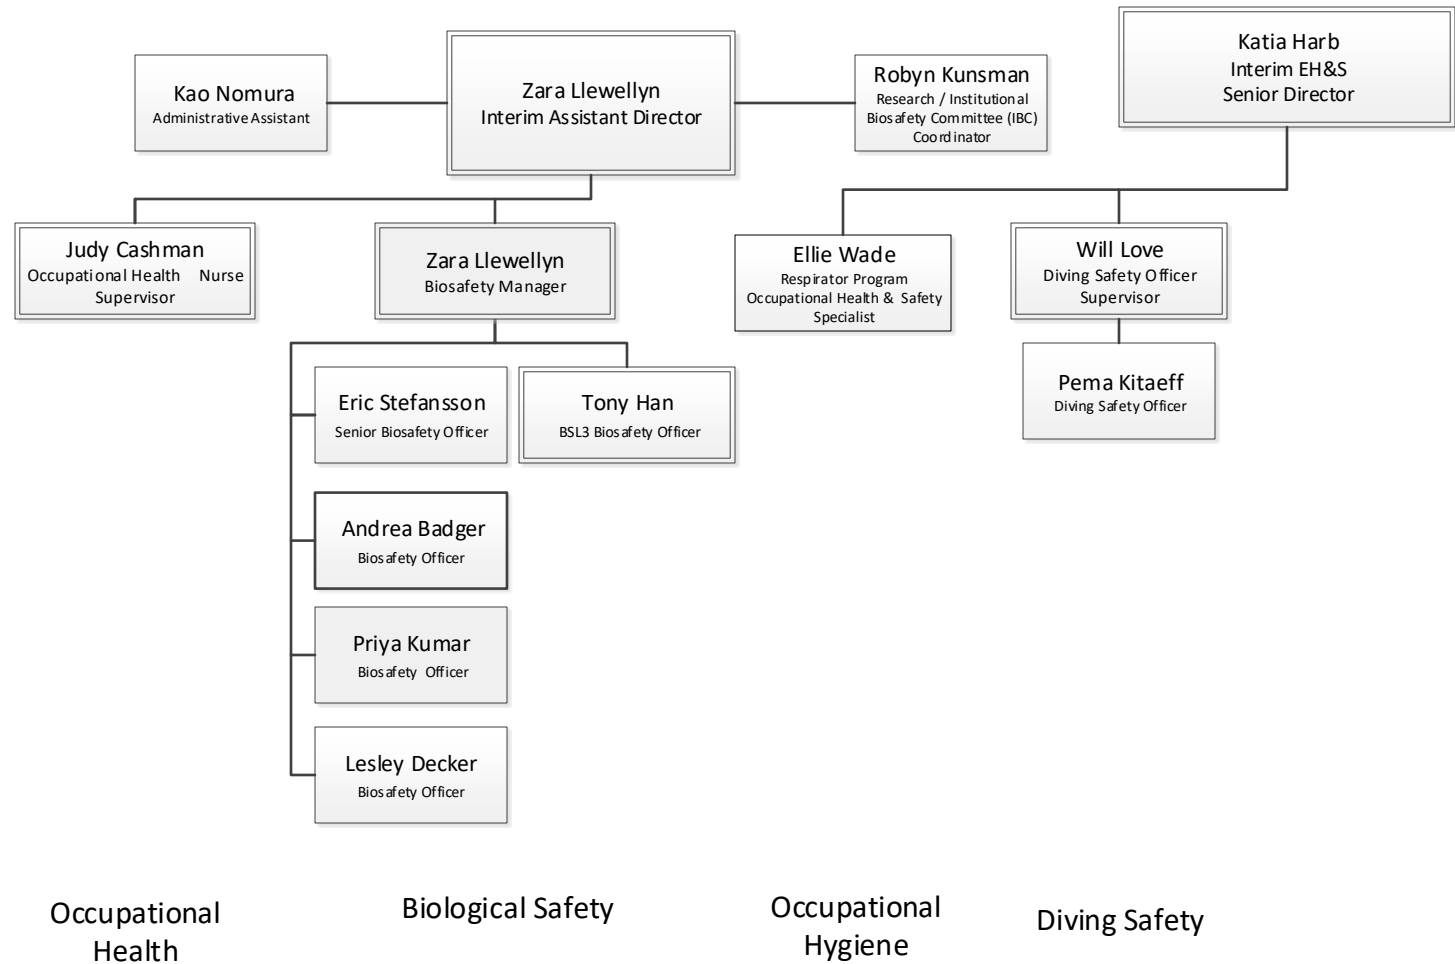 Kao Nomura
Administrative Assistant
Zara Llewellyn
Interim Assistant Director
Robyn Kunsman
Research / Institutional
Biosafety Committee (IBC)
Coordinator
Katia Harb
Interim EH&S
Senior Director
Judy Cashman
Occupational Health Nurse
Supervisor
Zara Llewellyn
Biosafety Manager
Ellie Wade
Respirator Program
Occupational Health & Safety
Specialist
Will Love
Diving Safety Officer
Supervisor
Eric Stefansson
Senior Biosafety Officer
Tony Han
BSL3 Biosafety Officer
Pema Kitaeff
Diving Safety Officer
Andrea Badger
Biosafety Officer
Priya Kumar
Biosafety Officer
Lesley Decker
Biosafety Officer
Occupational
Health
Biological Safety
Occupational
Hygiene
Diving Safety